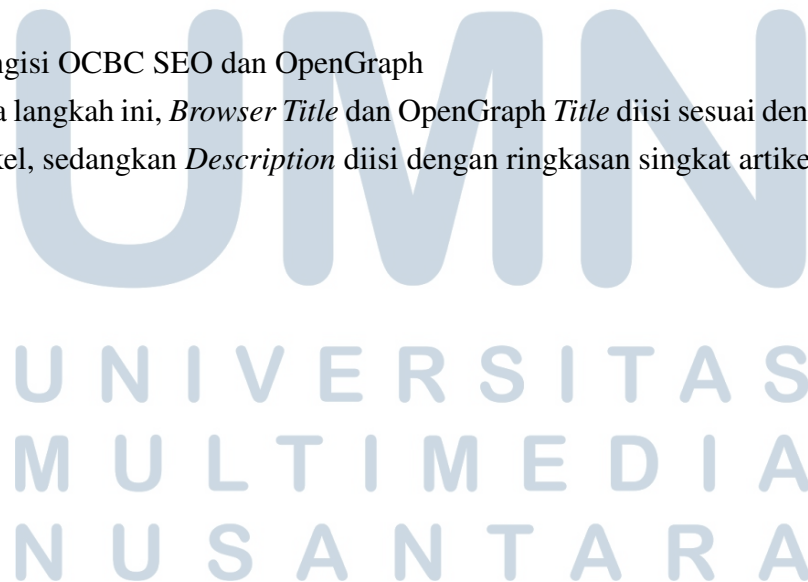 ngisi OCBC SEO dan OpenGraph
a langkah ini, Browser Title dan OpenGraph Title diisi sesuai den
kel, sedangkan Description diisi dengan ringkasan singkat artike
UMN
UNIVERSITAS
MULTIMEDIA
NUSANTARA